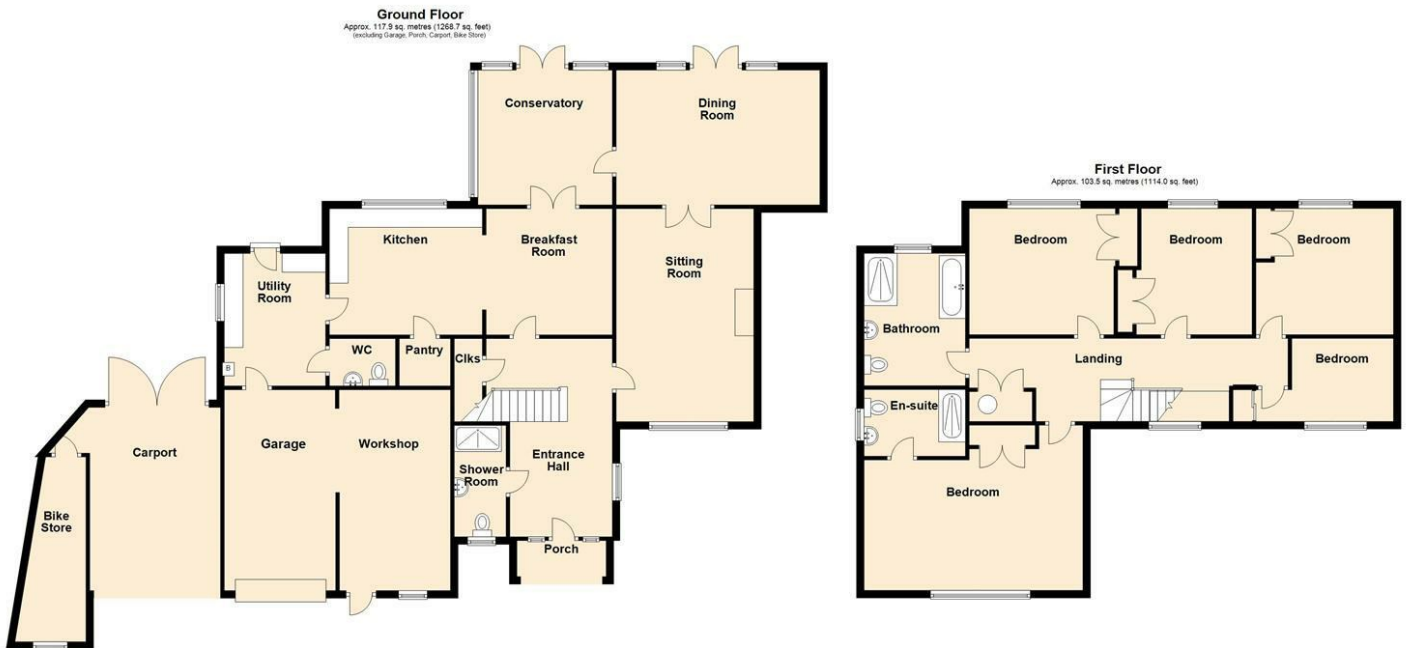 Ground Floor
Approx. 117.9 sq. metres (1268.7 sq. feet)
(excluding Garage, Porch, Carport, Bike Store)
Conservatory
Dining
Room
Kitchen
Breakfast
Room
Sitting
Room
Utility
Room
WC
Pantry
Clks
B
Garage
Workshop
Carport
Entrance
Hall
Shower
Room
Bike
Store
Porch
First Floor
Approx. 103.5 sq. metres (1114.0 sq. feet)
Bedroom
Bedroom
Bedroom
Bathroom
Landing
Bedroom
En-suite
Bedroom